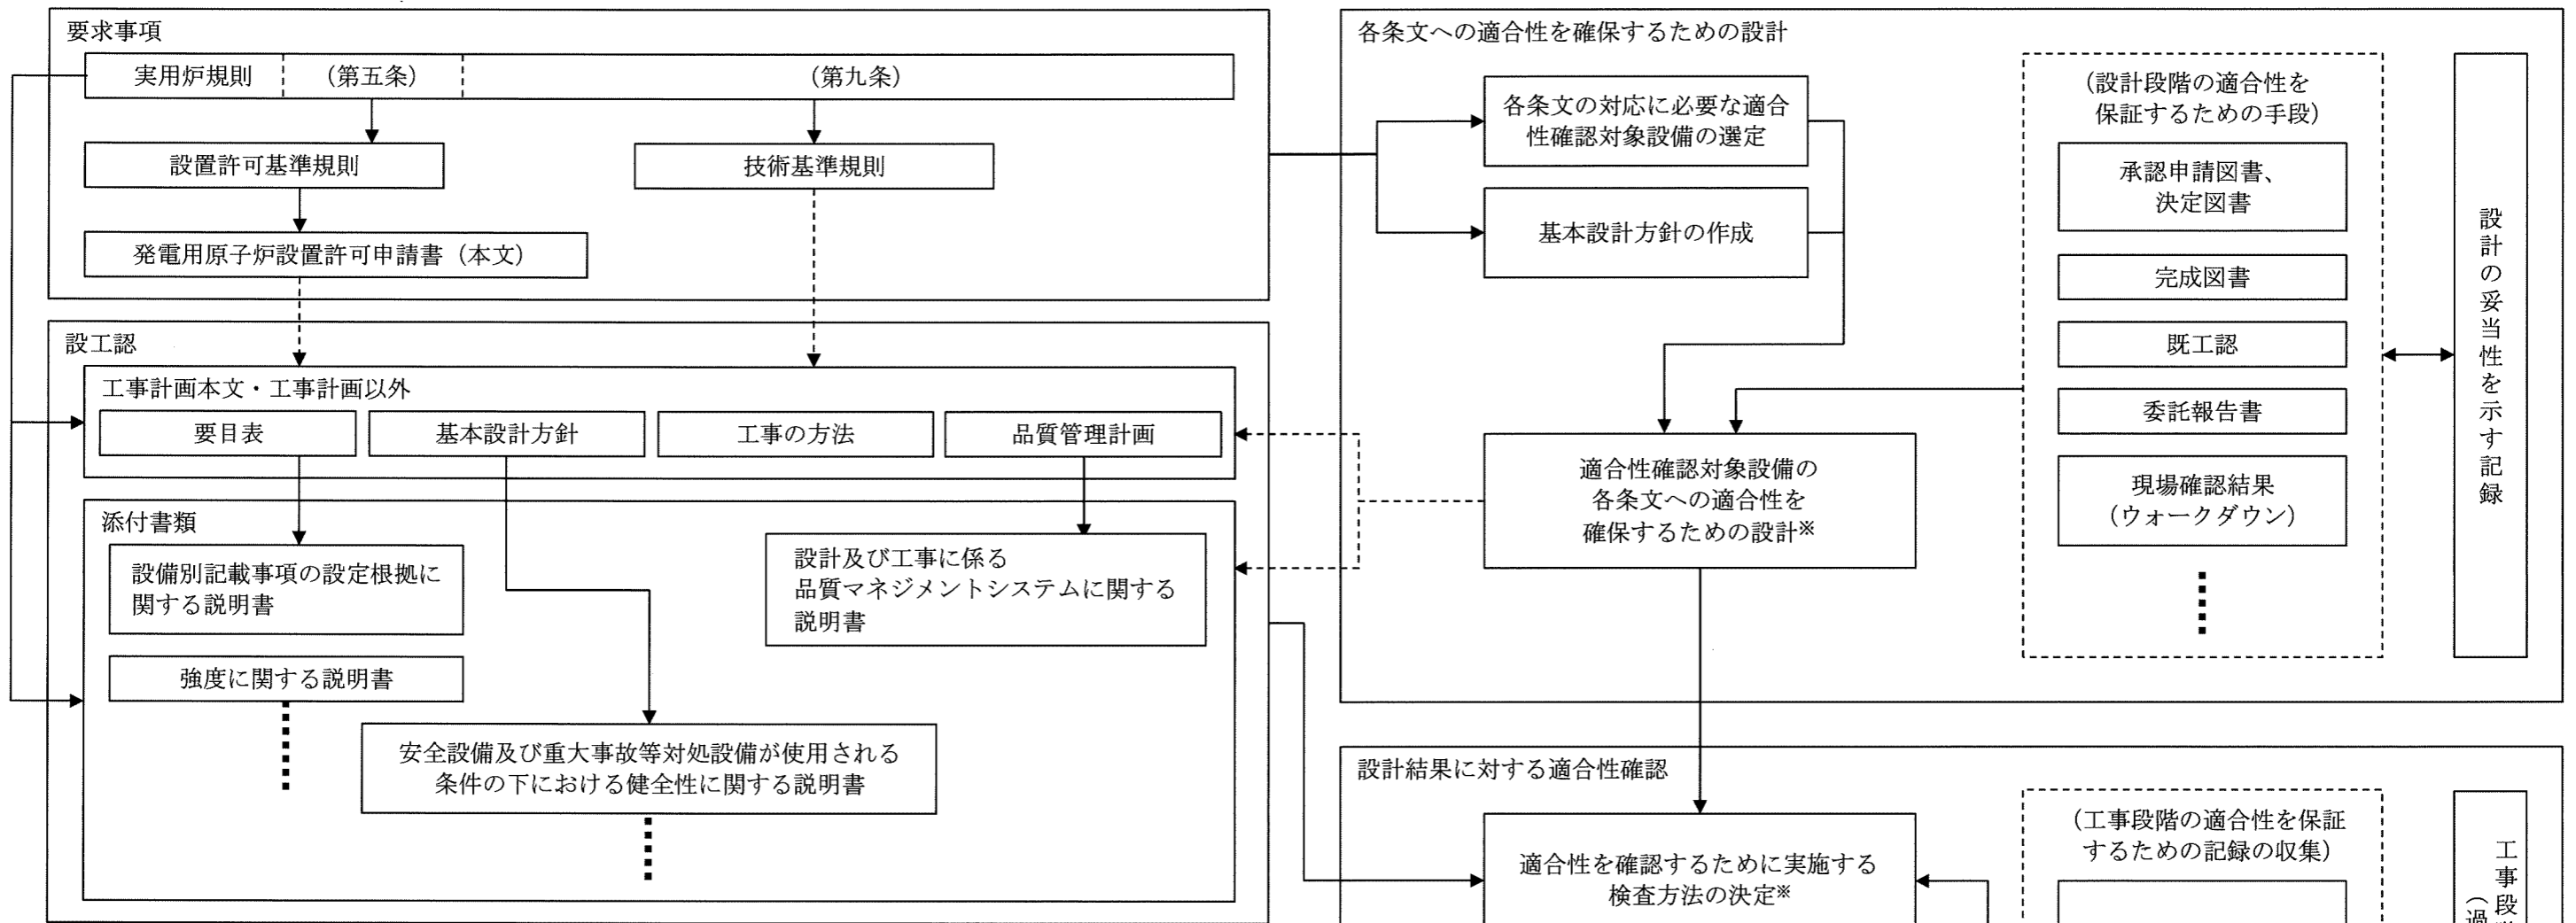 要求事項
実用炉規則
(第五条)
(第九条)
設置許可基準規則
技術基準規則
発電用原子炉設置許可申請書（本文）
設工認
工事計画本文・工事計画以外
要目表
基本設計方針
工事の方法
品質管理計画
添付書類
設備別記載事項の設定根拠に
関する説明書
設計及び工事に係る
品質マネジメントシステムに関する
説明書
強度に関する説明書
安全設備及び重大事故等対処設備が使用される
条件の下における健全性に関する説明書
各条文への適合性を確保するための設計
各条文の対応に必要な適合
性確認対象設備の選定
基本設計方針の作成
適合性確認対象設備の
各条文への適合性を
確保するための設計※
(設計段階の適合性を
保証するための手段)
承認申請図書、
決定図書
完成図書
既工認
委託報告書
現場確認結果
（ウォークダウン）
設計の妥当性を示す記録
設計結果に対する適合性確認
適合性を確認するために実施する
検査方法の決定※
(工事段階の適合性を保証
するための記録の収集)
工事段
(過